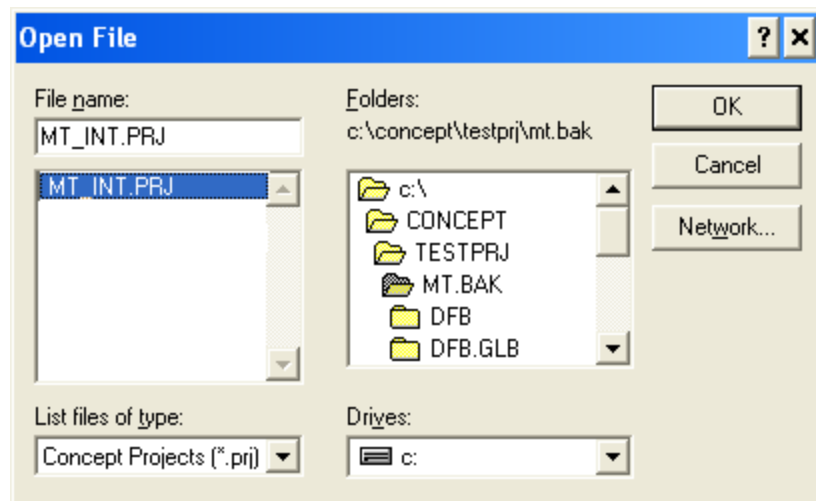 Open File
File name:
MT_INT.PRJ
MT_INT.PRJ
List files of type:
Concept Projects (*.prj)
Folders:
c:\concept\testprj\mt.bak
c:\
CONCEPT
TESTPRJ
MT.BAK
DFB
DFB.GLB
Drives:
c:
OK
Cancel
Network...